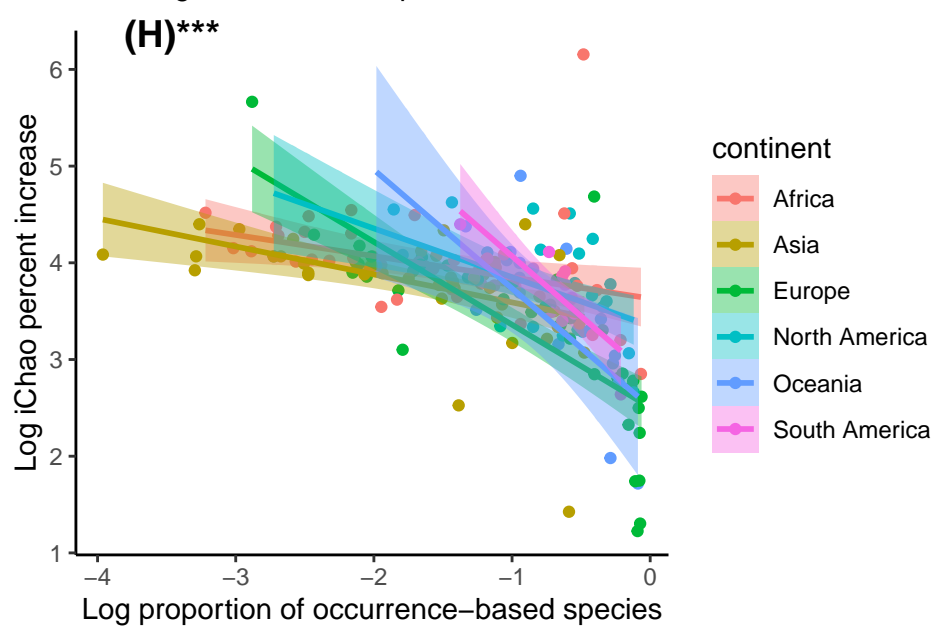 (H)***
Log iChao percent increase
6
5
4
3
2
1
−4
−3
−2
−1
0
Log proportion of occurrence−based species
continent
Africa
Asia
Europe
North America
Oceania
South America